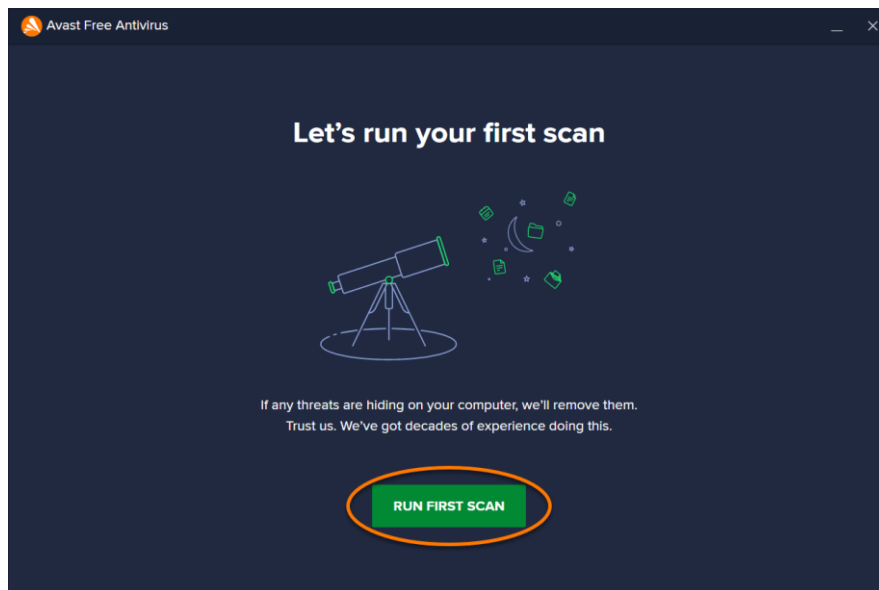 Avast Free Antivirus
Let's run your first scan
If any threats are hiding on your computer, we'll remove them.
Trust us. We've got decades of experience doing this.
RUN FIRST SCAN